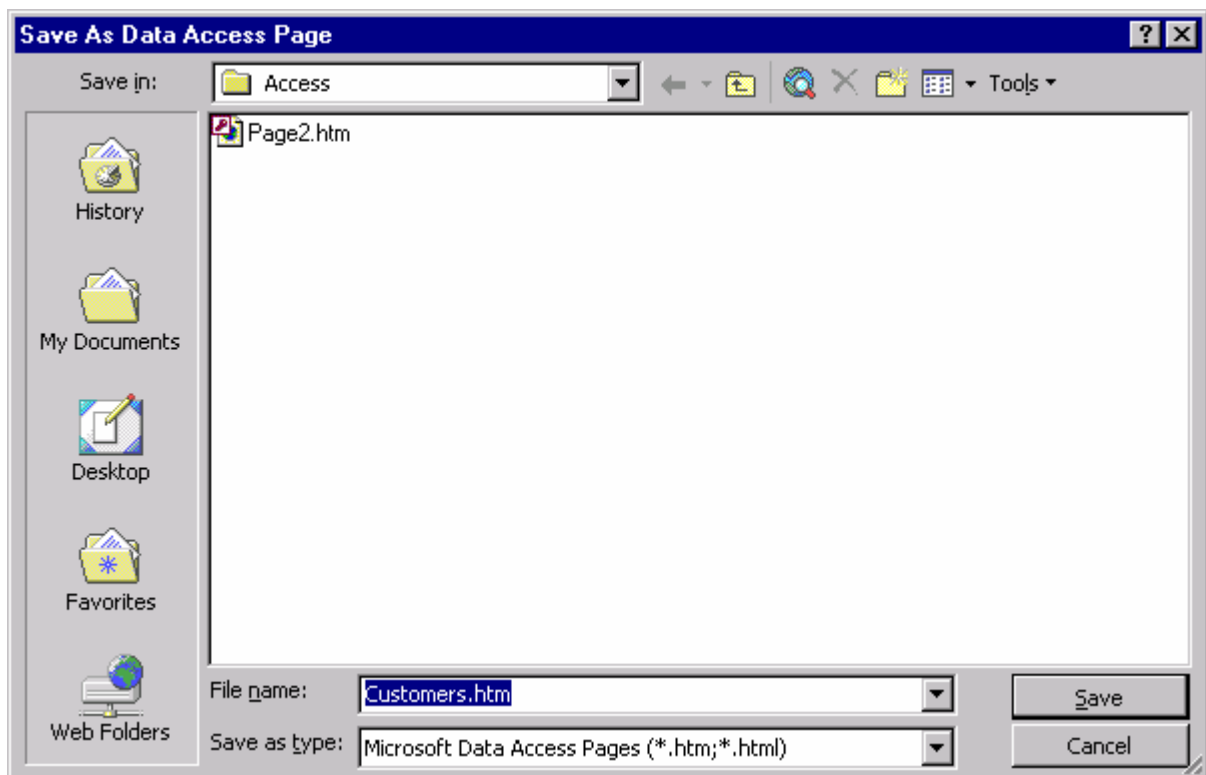 Save As Data Access Page
Save in: Access Tools
Page2.htm
History
My Documents
Desktop
Favorites
Web Folders
File name: Customers.htm Save
Save as type: Microsoft Data Access Pages (*.htm;*.html) Cancel